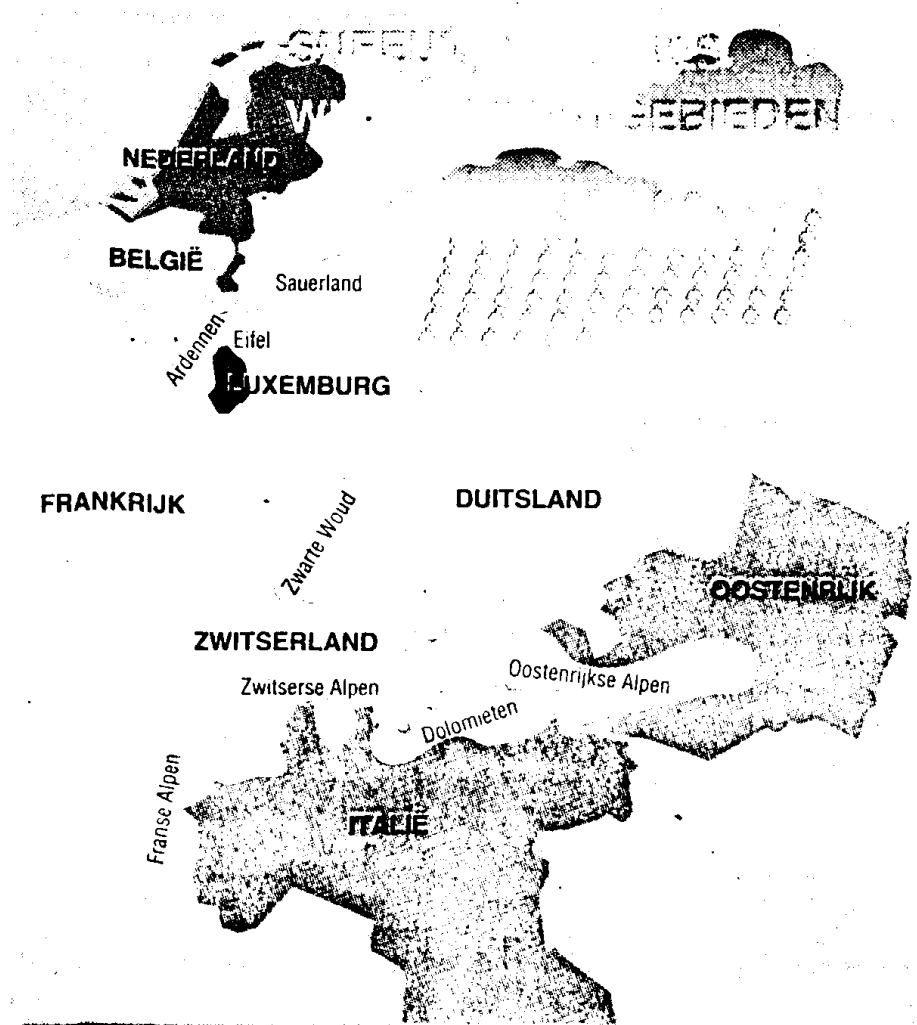 GEBIEDEN
NEDERLAND
BELGIË
Sauerland
Ardennen
Eifel
LUXEMBURG
FRANKRIJK
DUITSLAND
Zwarte Woud
OOSTENRIJK
ZWITSERLAND
Zwitserse Alpen
Oostenrijkse Alpen
Dolomieten
Franse Alpen
ITALIË